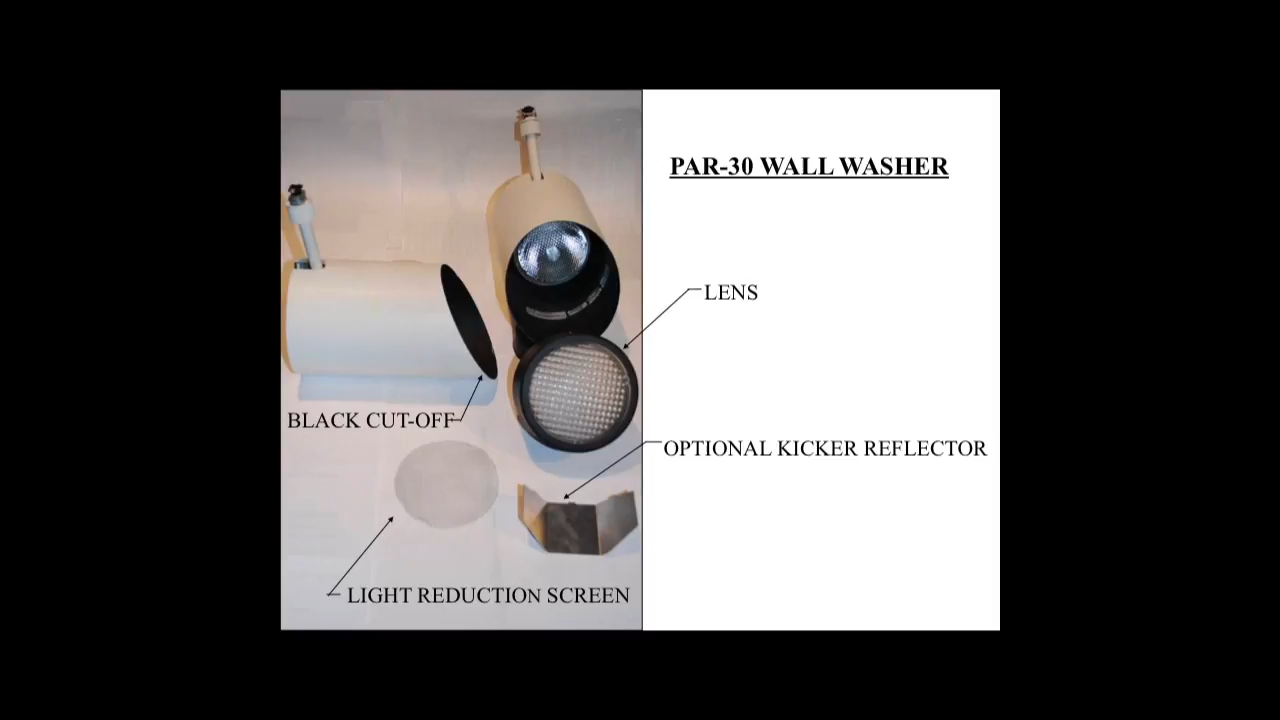 PAR-30 WALL WASHER
LENS
BLACK CUT-OFF
OPTIONAL KICKER REFLECTOR
LIGHT REDUCTION SCREEN